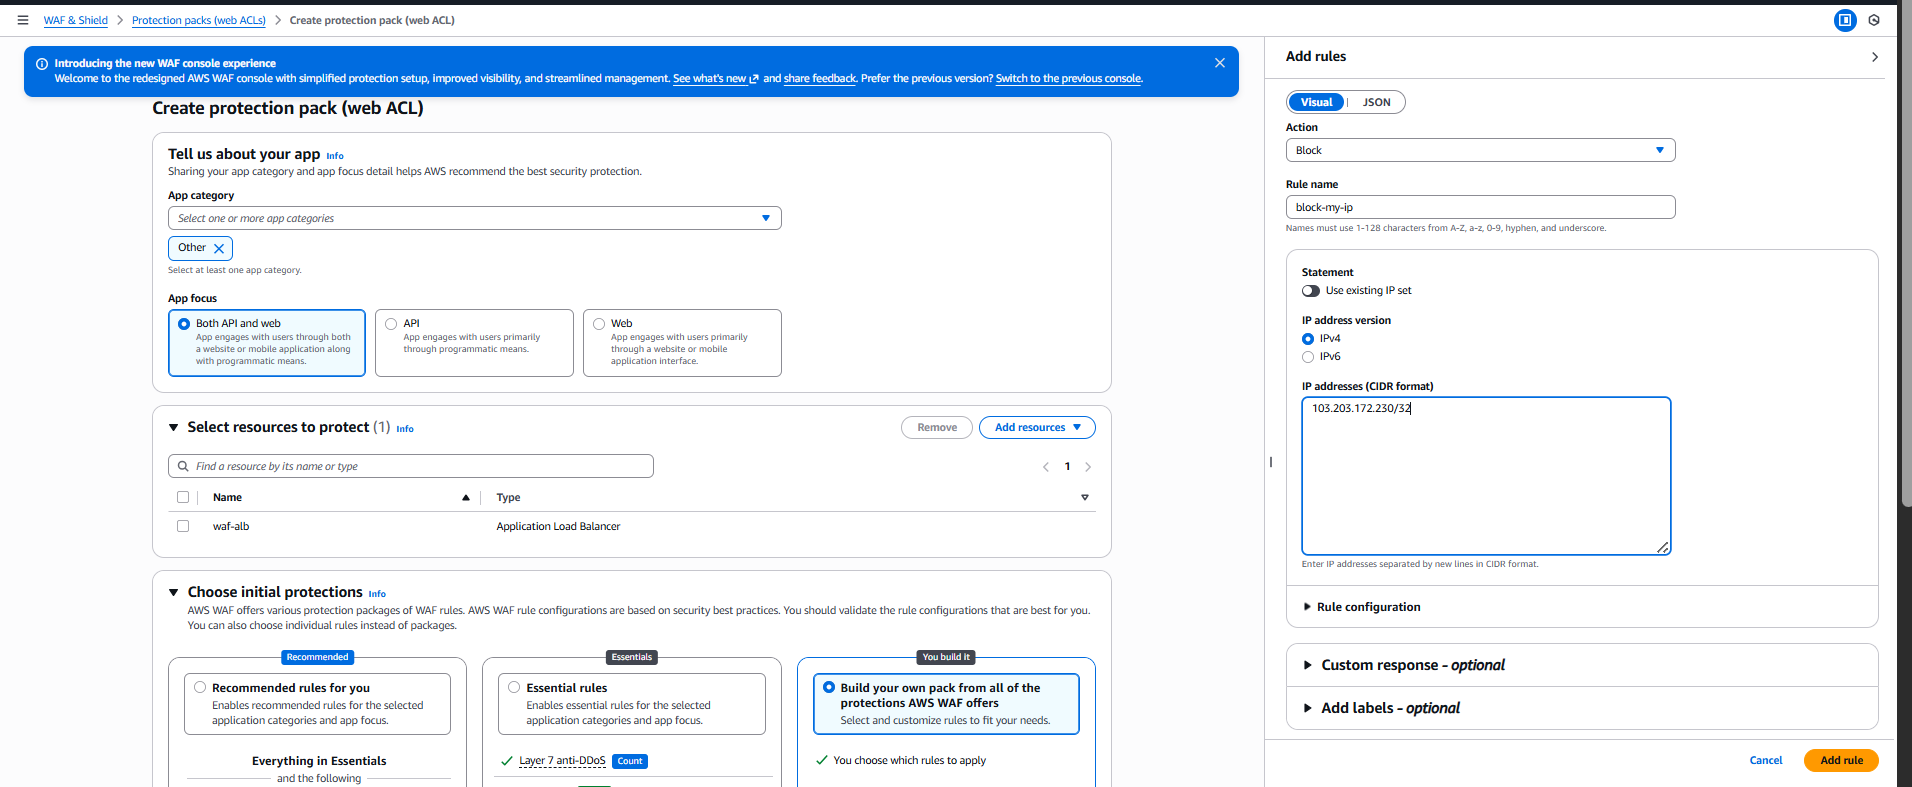 WAF & Shield
Protection packs (web ACLs)
Create protection pack (web ACL)
Introducing the new WAF console experience
Welcome to the redesigned AWS WAF console with simplified protection setup, improved visibility, and streamlined management. See what's new and share feedback. Prefer the previous version? Switch to the previous console.
Create protection pack (web ACL)
Tell us about your app Info
Sharing your app category and app focus detail helps AWS recommend the best security protection.
App category
Select one or more app categories
Other
Select at least one app category.
App focus
Both API and web
App engages with users through both
a website or mobile application along
with programmatic means.
API
App engages with users primarily
through programmatic means.
Web
App engages with users primarily
through a website or mobile
application interface.
Select resources to protect (1) Info
Remove
Add resources
Find a resource by its name or type
1
Name
Type
waf-alb
Application Load Balancer
Choose initial protections Info
AWS WAF offers various protection packages of WAF rules. AWS WAF rule configurations are based on security best practices. You should validate the rule configurations that are best for you.
You can also choose individual rules instead of packages.
Recommended
Recommended rules for you
Enables recommended rules for the selected
application categories and app focus.
Everything in Essentials
and the following
Essentials
Essential rules
Enables essential rules for the selected
application categories and app focus.
Layer 7 anti-DDoS Count
You build it
Build your own pack from all of the
protections AWS WAF offers
Select and customize rules to fit your needs.
You choose which rules to apply
Add rules
Visual
JSON
Action
Block
Rule name
block-my-ip
Names must use 1-128 characters from A-Z, a-z, 0-9, hyphen, and underscore.
Statement
Use existing IP set
IP address version
IPv4
IPv6
IP addresses (CIDR format)
103.203.172.230/32
Enter IP addresses separated by new lines in CIDR format.
Rule configuration
Custom response - optional
Add labels - optional
Cancel
Add rule